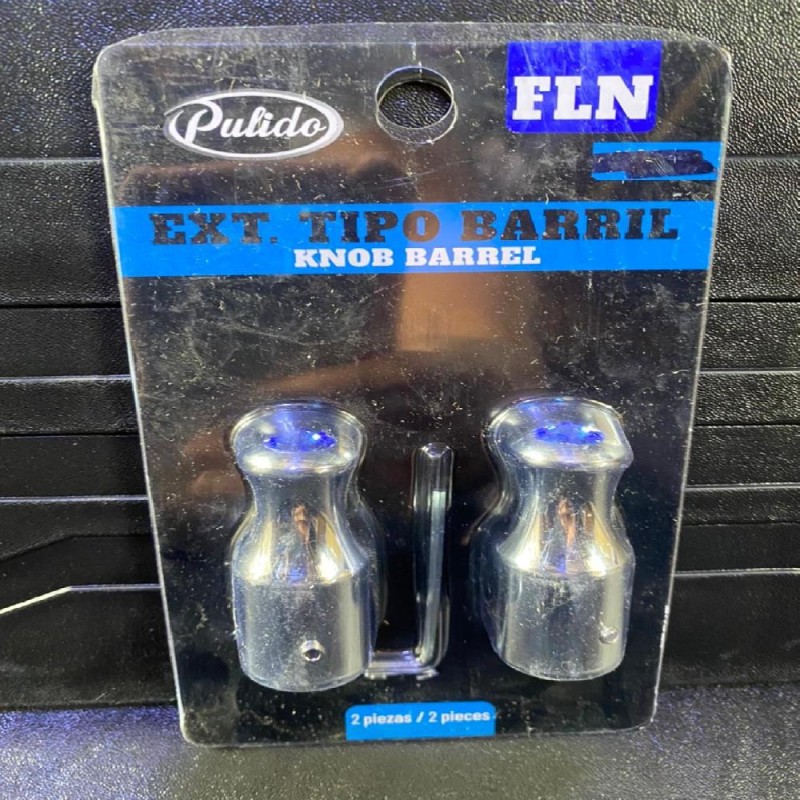 Pulido
FLN
EXT. TIPO BARRIL
KNOB BARREL
2 piezas / 2 pieces